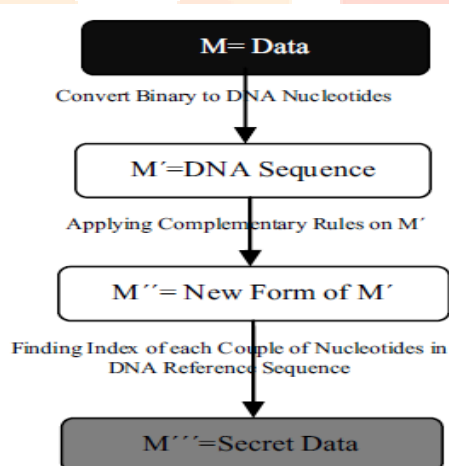 M= Data
Convert Binary to DNA Nucleotides
M´=DNA Sequence
Applying Complementary Rules on M´
M´´= New Form of M´
Finding Index of each Couple of Nucleotides in
DNA Reference Sequence
M´´´=Secret Data